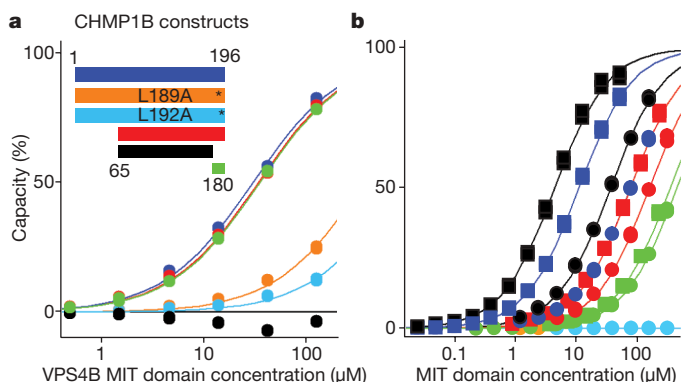 a
CHMP1B constructs
b
100
50
0
Capacity (%)
1
196
L189A *
L192A *
65
180
1
10
100
VPS4B MIT domain concentration (μM)
100
50
0
0.1
1
10
100
MIT domain concentration (μM)